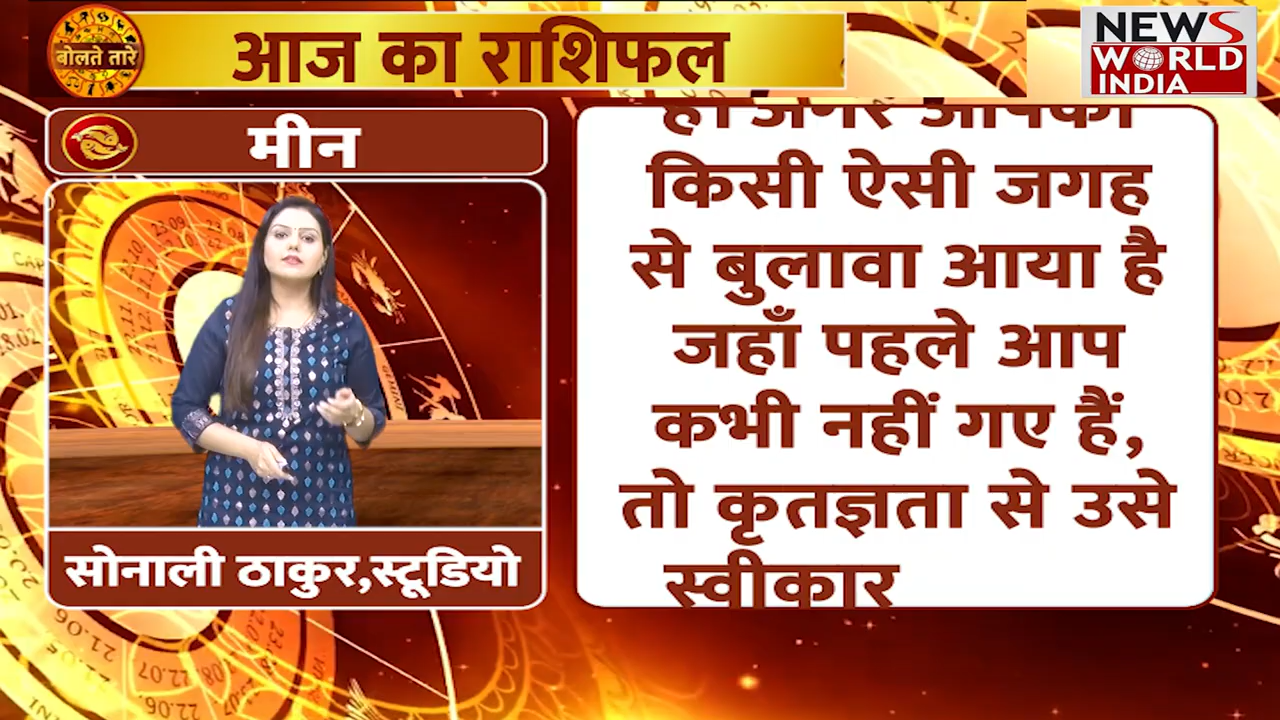 बोलते तारे
आज का राशिफल
NEWS
WORLD
INDIA
मीन
किसी ऐसी जगह
से बुलावा आया है
जहाँ पहले आप
कभी नहीं गए हैं,
तो कृतज्ञता से उसे
स्वीकार
सोनाली ठाकुर,स्टूडियो